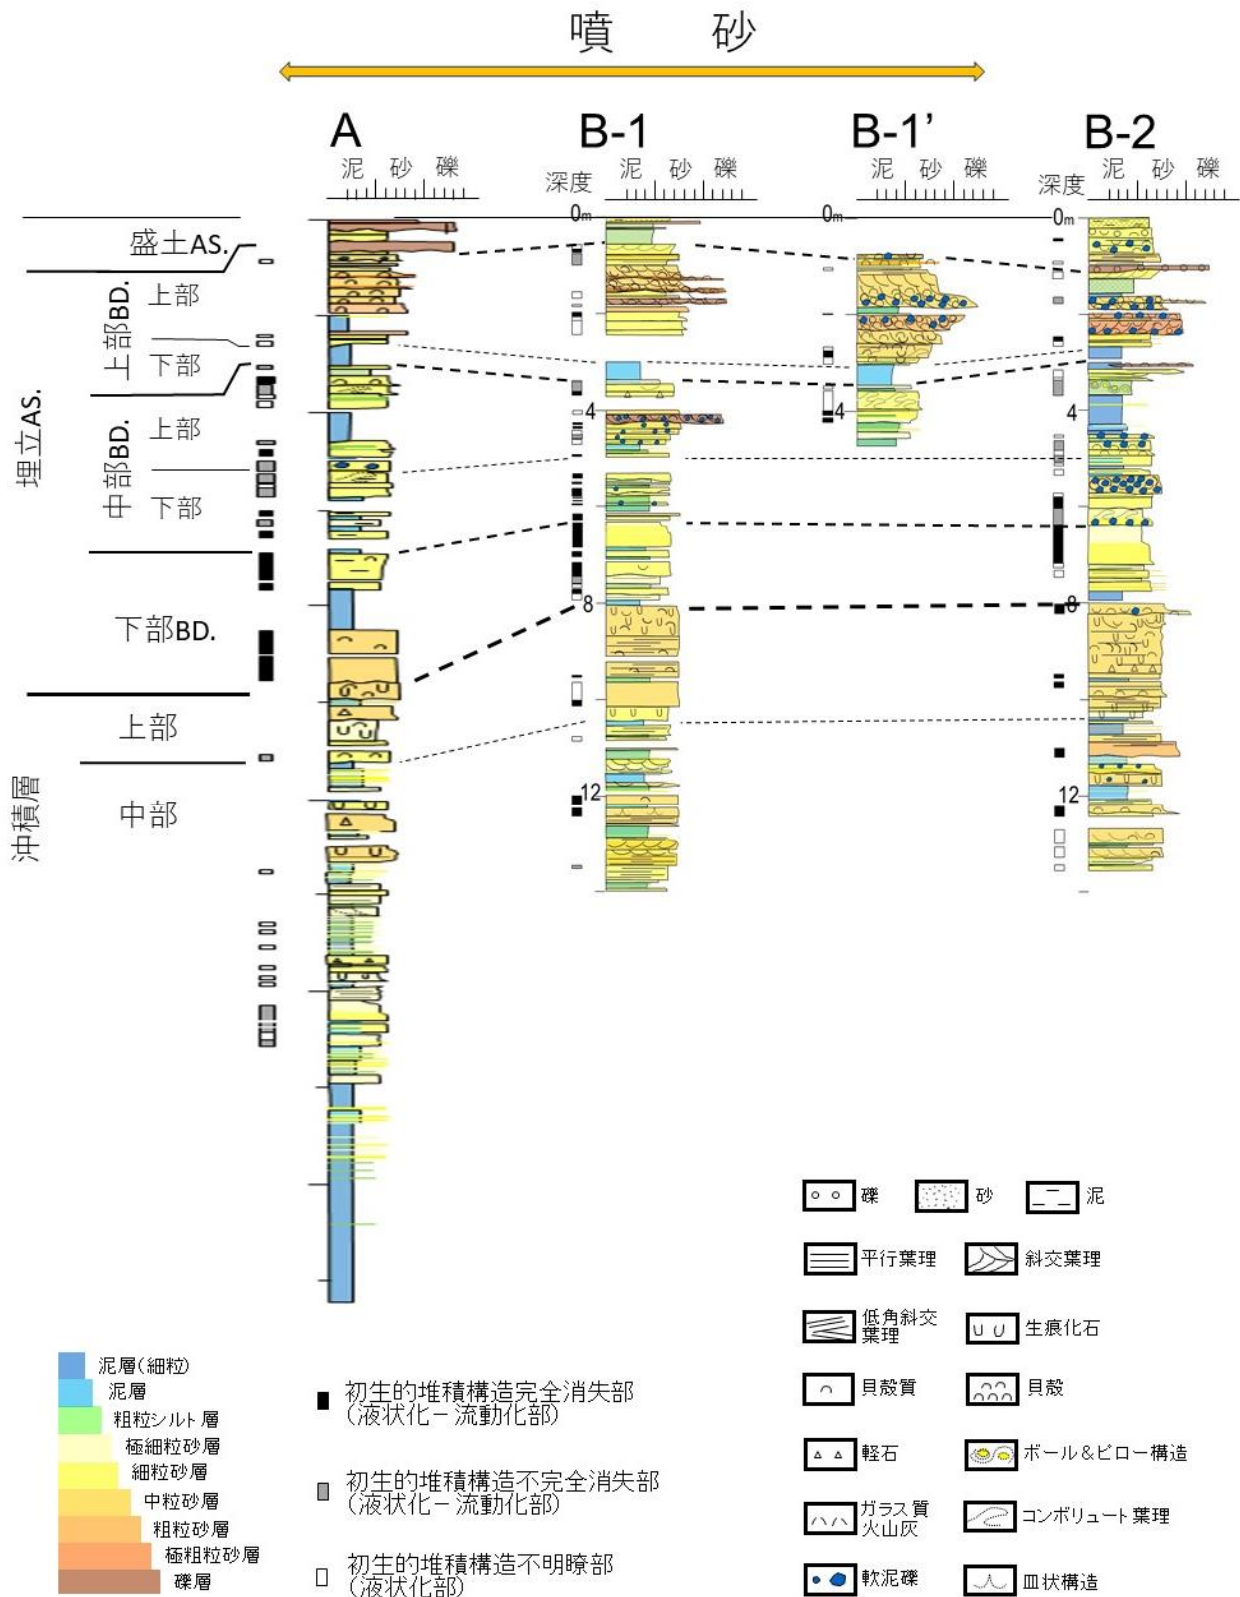 噴 砂
A
B-1
B-1’
B-2
泥 砂 礫
泥 砂 礫
泥 砂 礫
泥 砂 礫
深度
深度
0m
0m
0m
盛土AS.
埋立AS.
上部BD.
上部
下部
中部BD.
上部
下部
下部BD.
沖積層
上部
中部
4
4
4
8
8
12
12
礫
砂
泥
平行葉理
斜交葉理
低角斜交
葉理
生痕化石
貝殻質
貝殻
軽石
ボール&ピロー構造
ガラス質
火山灰
コンボリュート葉理
軟泥礫
皿状構造
泥層(細粒)
泥層
粗粒シルト層
極細粒砂層
細粒砂層
中粒砂層
粗粒砂層
極粗粒砂層
礫層
初生的堆積構造完全消失部
(液状化-流動化部)
初生的堆積構造不完全消失部
(液状化-流動化部)
初生的堆積構造不明瞭部
(液状化部)